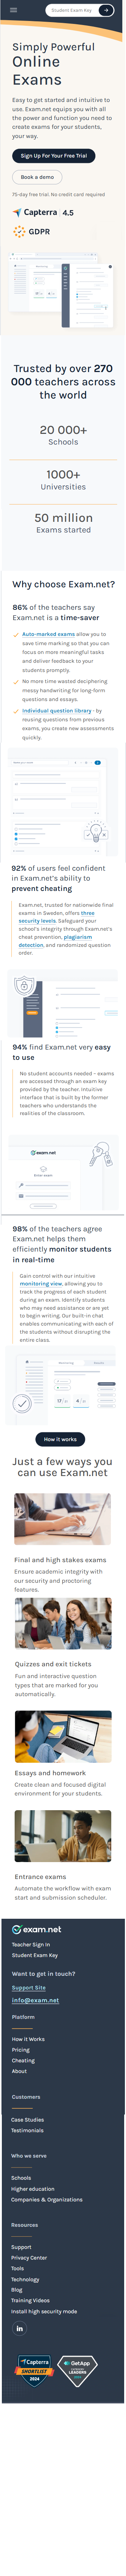 Student Exam Key
Surprisingly Powerful
Online
Exams
Easy to get started and intuitive to
use. Exam.net equips you with all
the power and function you need to
create exams for your students,
your way.
Sign Up For Your Free Trial
Book a demo
75-day free trial. No credit card required
Capterra 4.5
GDPR
Trusted by over 270
000 teachers across
the world
20 000+
Schools
1000+
Universities
50 million
Exams started
Why choose Exam.net?
86% of the teachers say
Exam.net is a time-saver
Auto-marked exams allow you to
save time marking so that you can
focus on more meaningful tasks
and deliver feedback to your
students promptly.
No more time wasted deciphering
messy handwriting for long-form
questions and essays.
Individual question library - by
reusing questions from previous
exams, you create new assessments
quickly.
92% of users feel confident
in Exam.net's ability to
prevent cheating
Exam.net, trusted for nationwide final
exams in Sweden, offers three
security levels. Safeguard your
school's integrity through Exam.net's
cheat prevention, plagiarism
detection, and randomized question
order.
94% find Exam.net very easy
to use
No student accounts needed – exams
are accessed through an exam key
provided by the teacher. Intuitive
interface that is built by former
teachers who understands the
realities of the classroom.
exam.net
Enter exam
98% of the teachers agree
Exam.net helps them
efficiently monitor students
in real-time
Gain control with our intuitive
monitoring view, allowing you to
track the progress of each student
during an exam. Identify students
who may need assistance or are yet
to begin writing. Our built-in chat
enables communicating with each of
the students without disrupting the
entire class.
Monitoring
17
4
How it works
Just a few ways you
can use Exam.net
Final and high stakes exams
Ensure academic integrity with
our security and proctoring
features.
Quizzes and exit tickets
Fun and interactive question
types that are marked for you
automatically.
Essays and homework
Create clean and focused digital
environment for your students.
Entrance exams
Automate the workflow with exam
start and submission scheduler.
exam.net
Teacher Sign In
Student Exam Key
Want to get in touch?
Support Site
info@exam.net
Platform
How it Works
Pricing
Cheating
About
Customers
Case Studies
Testimonials
Who we serve
Schools
Higher education
Companies & Organizations
Resources
Support
Privacy Center
Tools
Technology
Blog
Training Videos
Install high security mode
in
Capterra
SHORTLIST
2024
GetApp
LEADERS